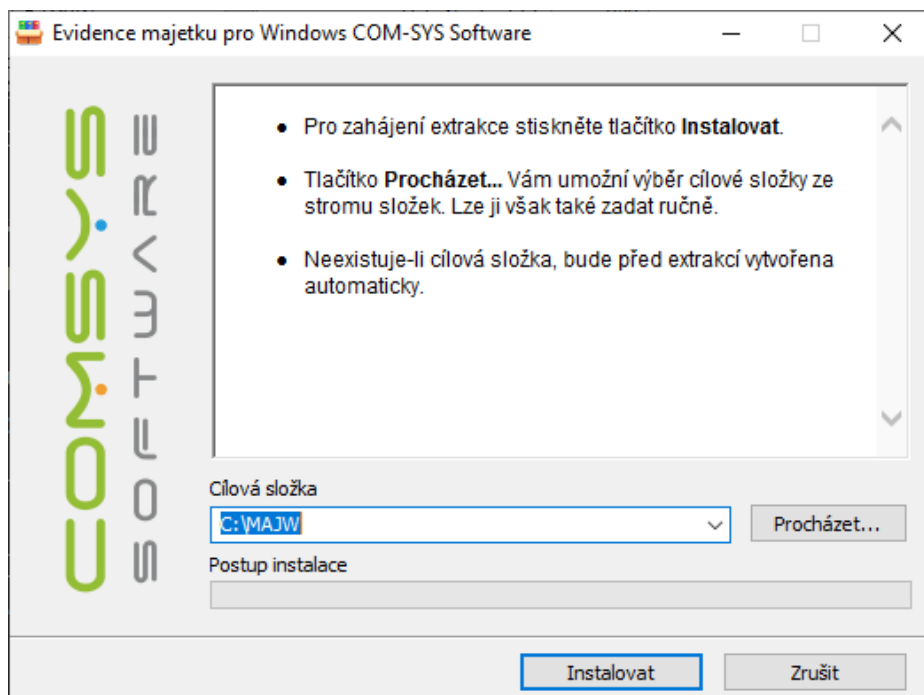 Evidence majetku pro Windows COM-SYS Software
COMSYS
SOFTWARE
● Pro zahájení extrakce stiskněte tlačítko Instalovat.
● Tlačítko Procházet... Vám umožní výběr cílové složky ze
stromu složek. Lze ji však také zadat ručně.
● Neexistuje-li cílová složka, bude před extrakcí vytvořena
automaticky.
Cílová složka
C:\MAJW
Procházet...
Postup instalace
Instalovat
Zrušit